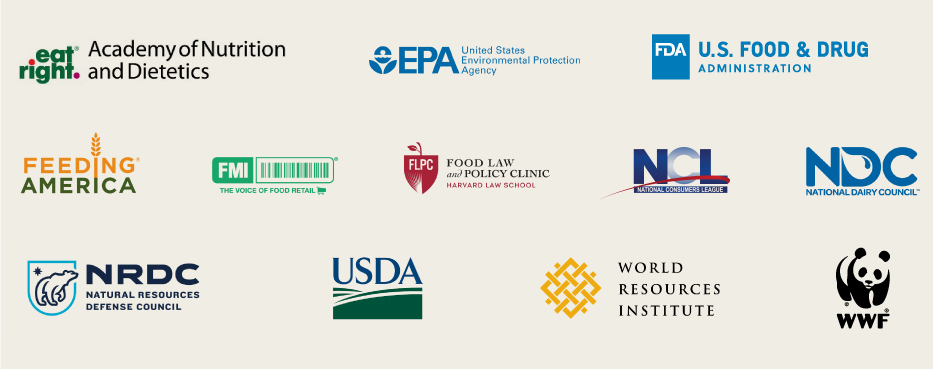 eat® right.
Academy of Nutrition
and Dietetics
EPA
United States
Environmental Protection
Agency
FDA
U.S. FOOD & DRUG
ADMINISTRATION
FEEDING®
AMERICA
FMI ®
THE VOICE OF FOOD RETAIL
FLPC
FOOD LAW
and POLICY CLINIC
HARVARD LAW SCHOOL
NCL
NATIONAL CONSUMERS LEAGUE
NDC
NATIONAL DAIRY COUNCIL™
NRDC
NATURAL RESOURCES
DEFENSE COUNCIL
USDA
WORLD
RESOURCES
INSTITUTE
®
WWF®